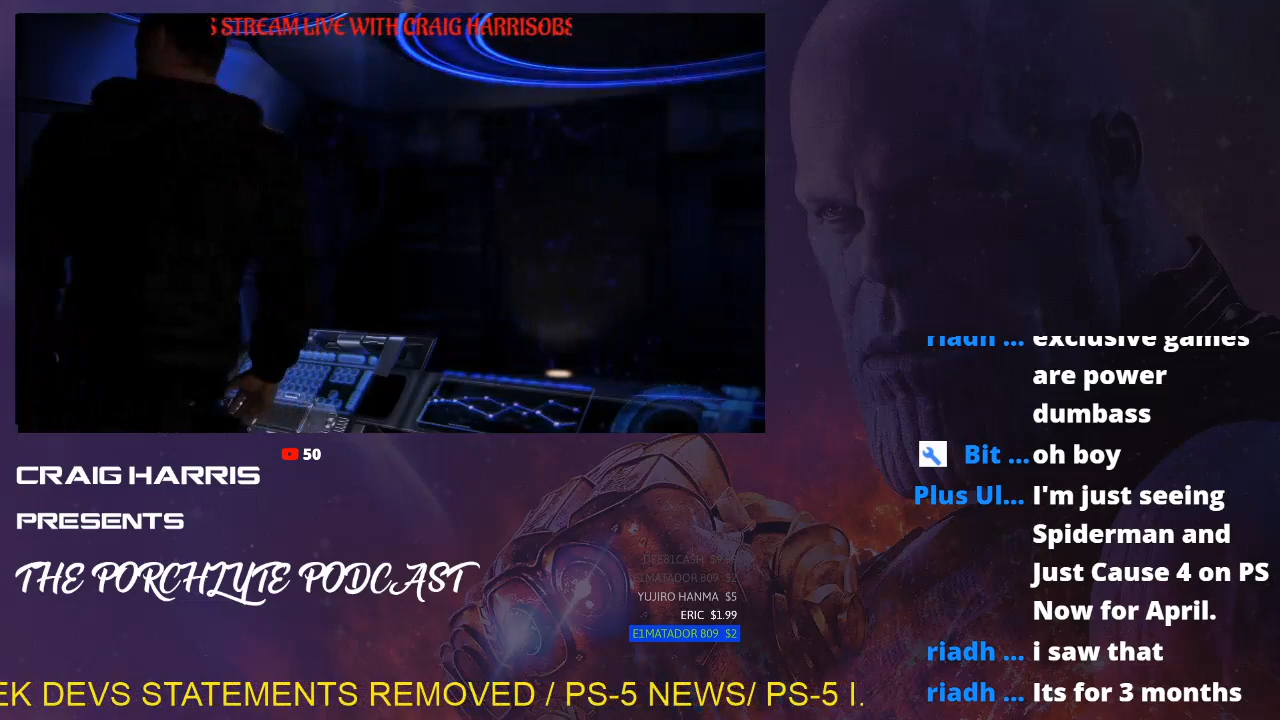 S STREAM LIVE WITH CRAIG HARRISOBS
50
CRAIG HARRIS
PRESENTS
THE PORCHLYTE PODCAST
E1MATADOR 809 $2
YUJIRO HANMA $5
ERIC $1.99
E1MATADOR 809 $2
EK DEVS STATEMENTS REMOVED / PS-5 NEWS/ PS-5 I.
riadh ... exclusive games
are power
dumbass
Bit ... oh boy
Plus Ul... I'm just seeing
Spiderman and
Just Cause 4 on PS
Now for April.
riadh ... i saw that
riadh ... Its for 3 months